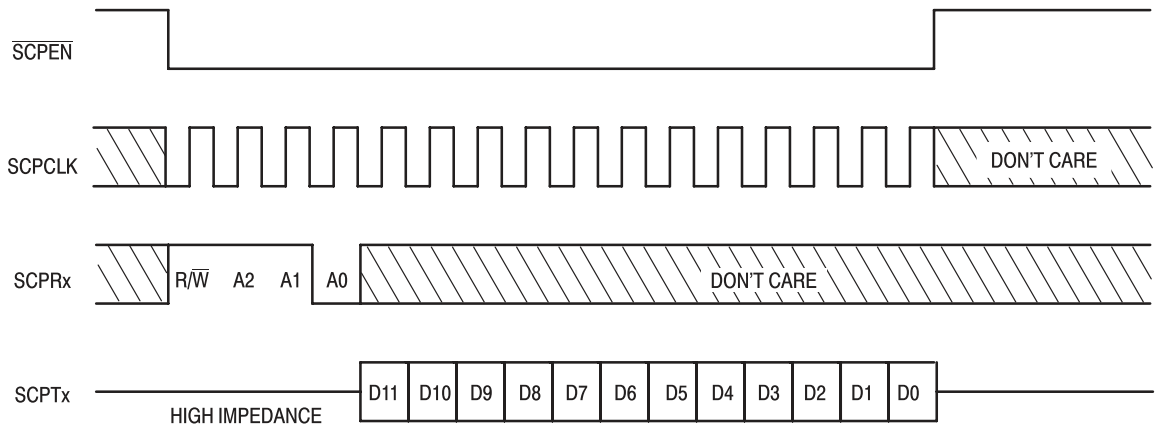 SCPEN
SCPCLK DON'T CARE
SCPRx R/W A2 A1 A0 DON'T CARE
SCPTx D11 D10 D9 D8 D7 D6 D5 D4 D3 D2 D1 D0
HIGH IMPEDANCE